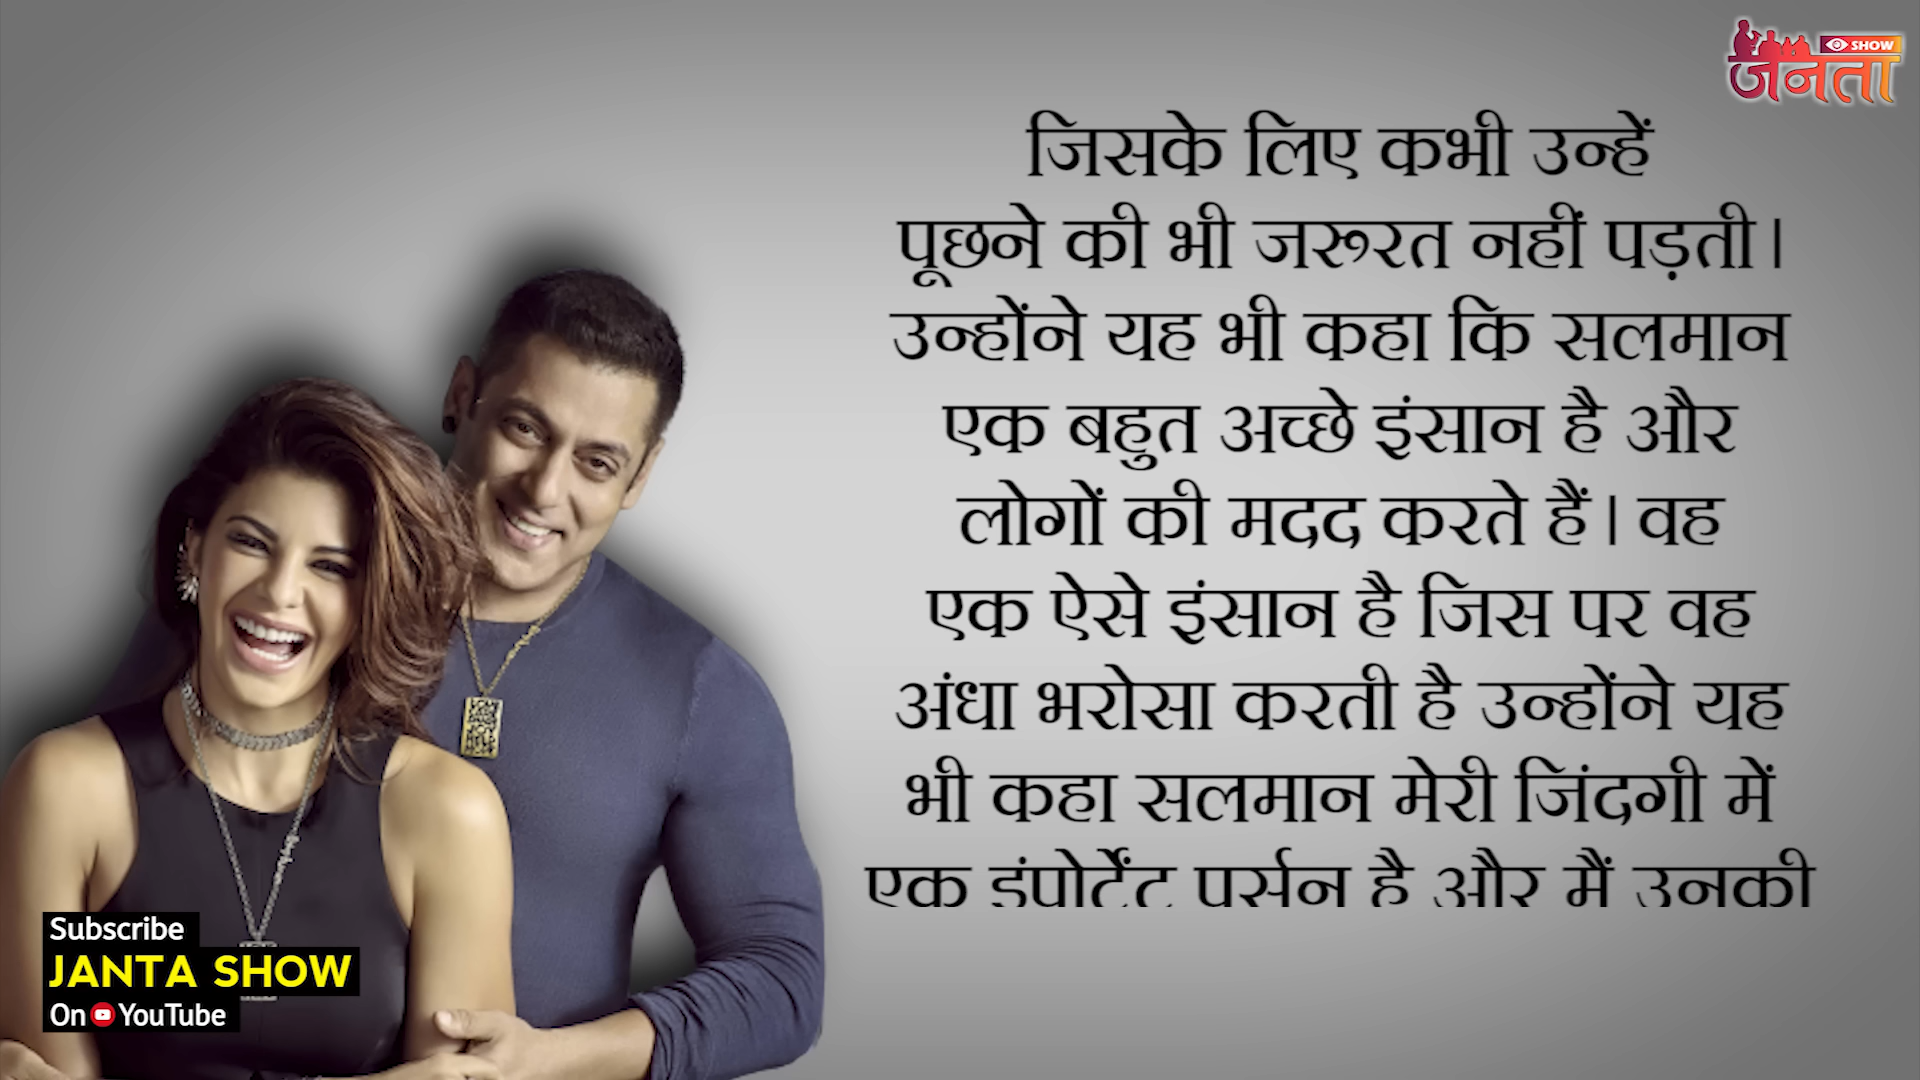 SHOW
जनता
जिसके लिए कभी उन्हें
पूछने की भी जरूरत नहीं पड़ती।
उन्होंने यह भी कहा कि सलमान
एक बहुत अच्छे इंसान है और
लोगों की मदद करते हैं। वह
एक ऐसे इंसान है जिस पर वह
अंधा भरोसा करती है उन्होंने यह
भी कहा सलमान मेरी जिंदगी में
एक इंपोर्टेंट पर्सन है और मैं उनकी
Subscribe
JANTA SHOW
On YouTube